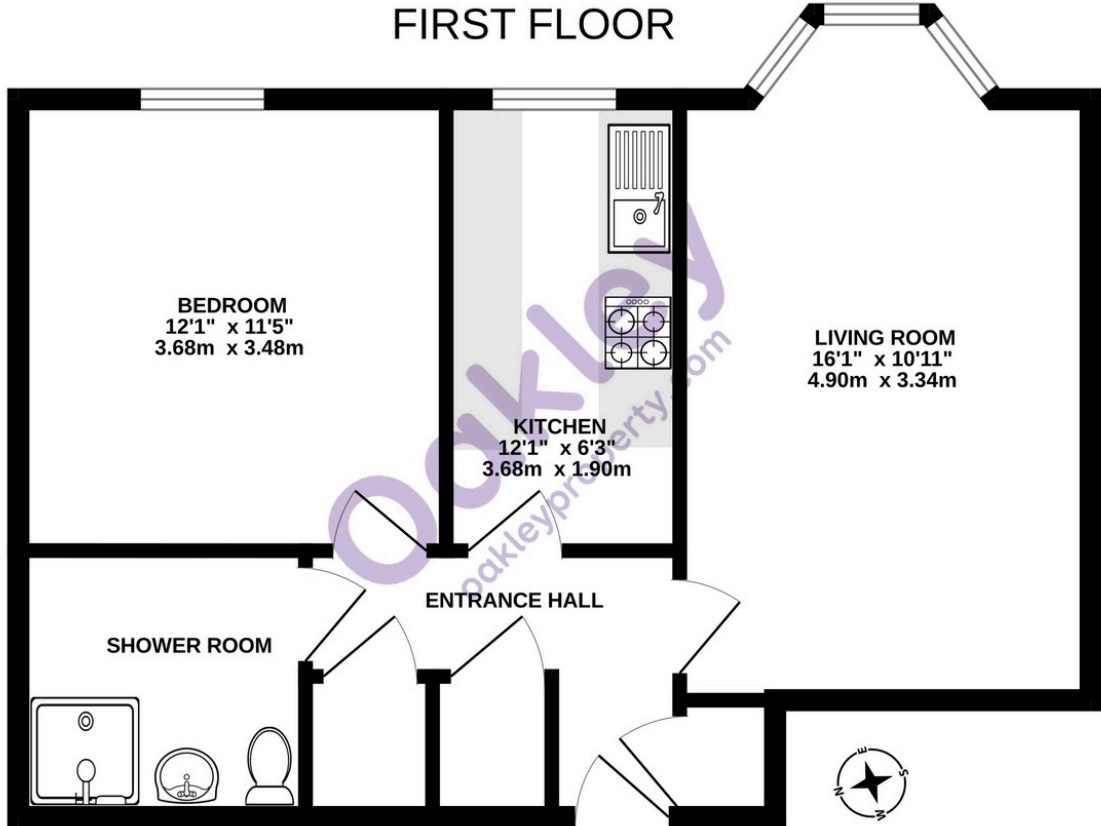 FIRST FLOOR
BEDROOM
12'1" x 11'5"
3.68m x 3.48m
LIVING ROOM
16'1" x 10'11"
4.90m x 3.34m
KITCHEN
12'1" x 6'3"
3.68m x 1.90m
Oakley
oakleyproperty.com
ENTRANCE HALL
SHOWER ROOM
E
S
N
W